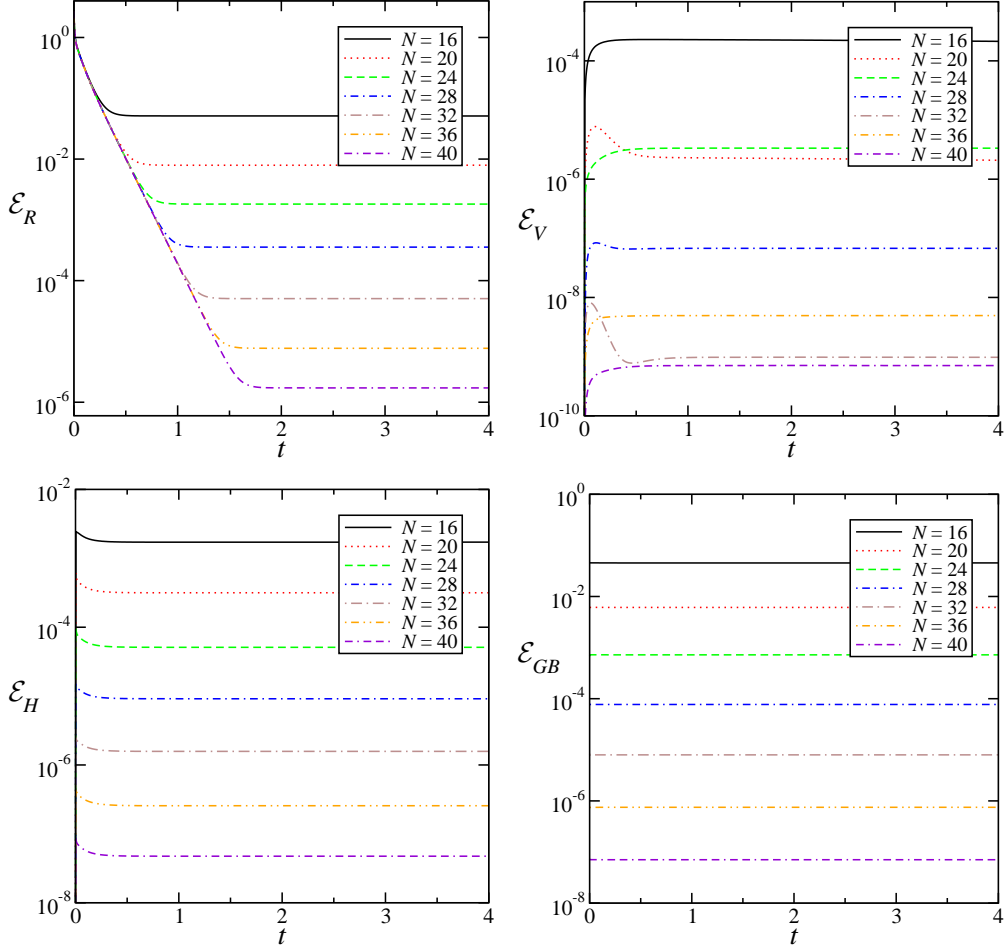 10^0
10^-2
10^-4
10^-6
ℰ_R
N = 16
N = 20
N = 24
N = 28
N = 32
N = 36
N = 40
0 1 2 3 4
t
10^-4
10^-6
10^-8
10^-10
ℰ_V
N = 16
N = 20
N = 24
N = 28
N = 32
N = 36
N = 40
0 1 2 3 4
t
10^-2
10^-4
10^-6
10^-8
ℰ_H
N = 16
N = 20
N = 24
N = 28
N = 32
N = 36
N = 40
0 1 2 3 4
t
10^0
10^-2
10^-4
10^-6
10^-8
ℰ_GB
N = 16
N = 20
N = 24
N = 28
N = 32
N = 36
N = 40
0 1 2 3 4
t